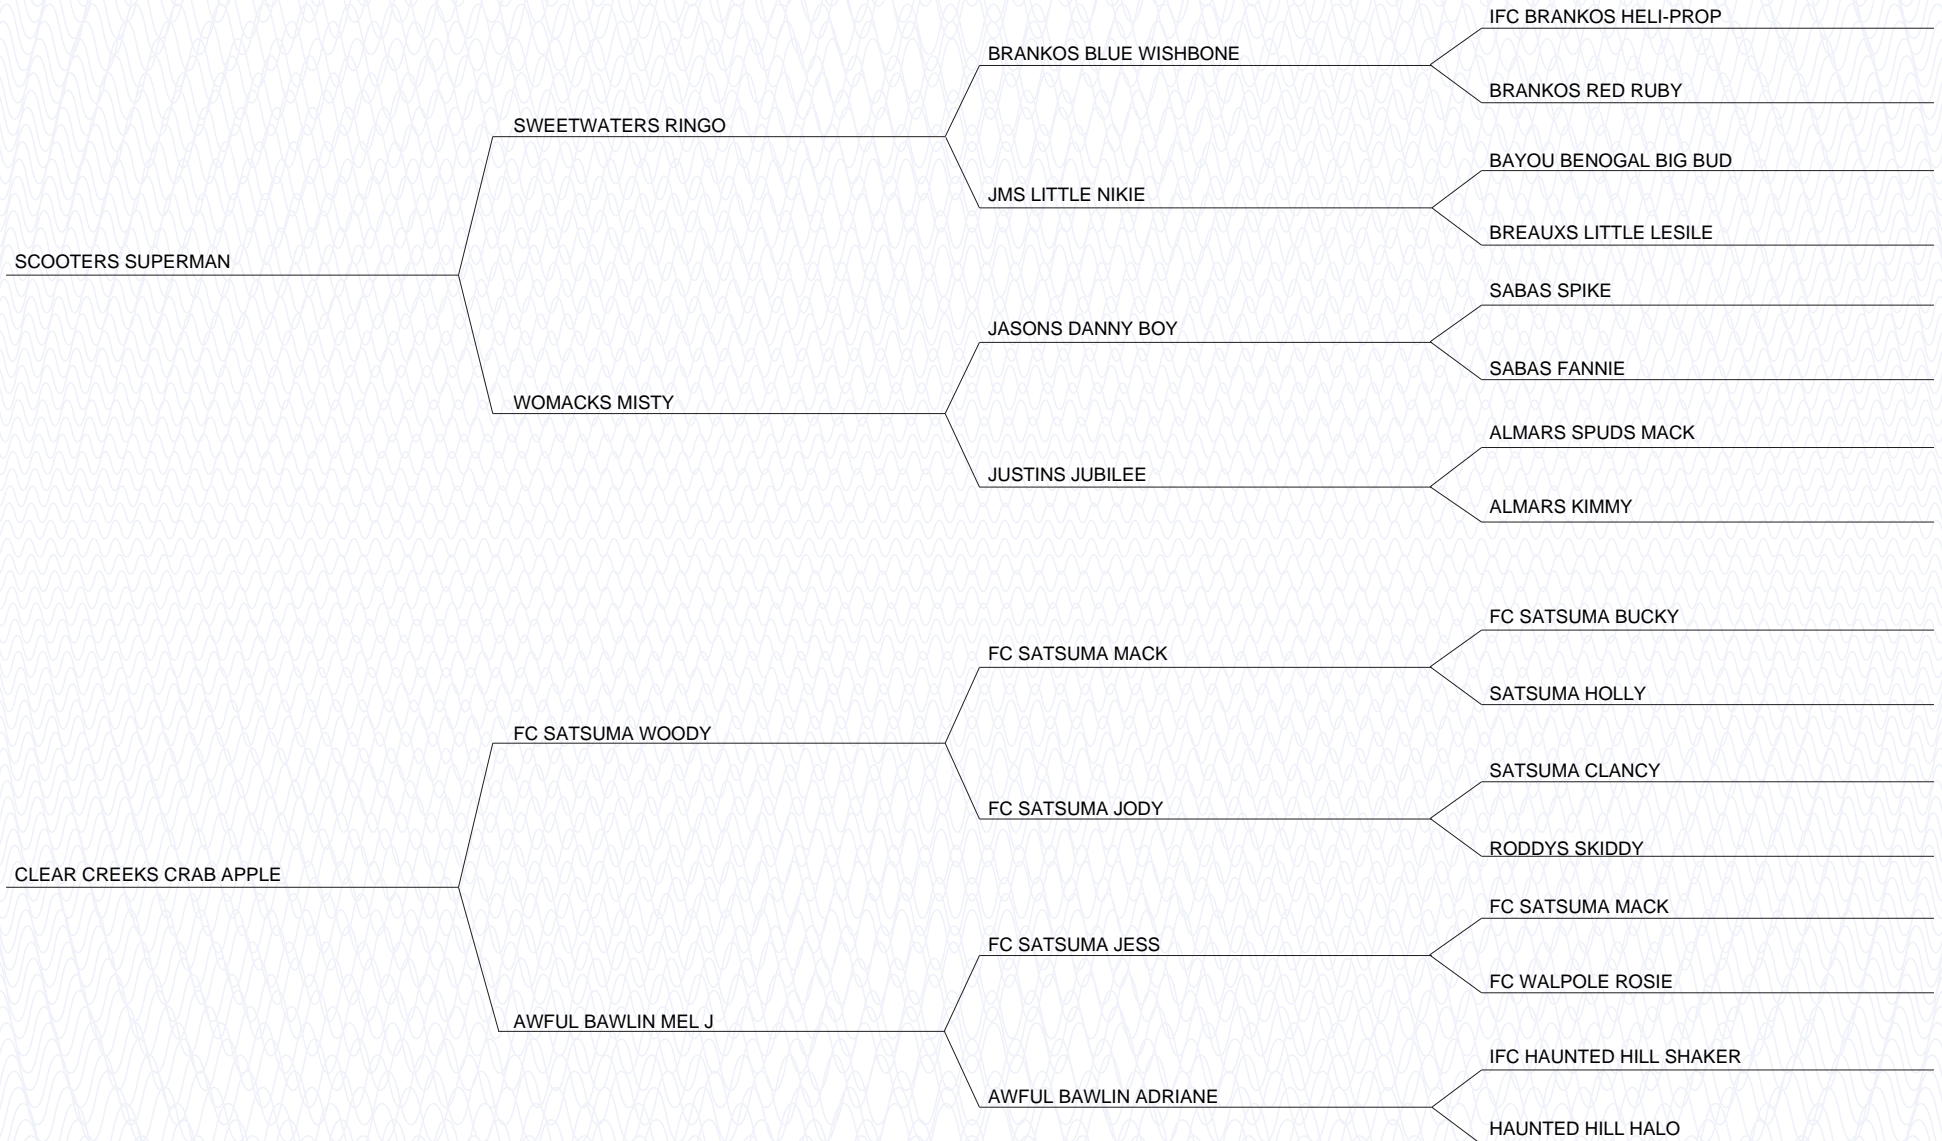 IFC BRANKOS HELI-PROP
BRANKOS BLUE WISHBONE
BRANKOS RED RUBY
SWEETWATERS RINGO
BAYOU BENOGAL BIG BUD
JMS LITTLE NIKIE
BREAUXS LITTLE LESILE
SCOOTERS SUPERMAN
SABAS SPIKE
JASONS DANNY BOY
SABAS FANNIE
WOMACKS MISTY
ALMARS SPUDS MACK
JUSTINS JUBILEE
ALMARS KIMMY
FC SATSUMA BUCKY
FC SATSUMA MACK
SATSUMA HOLLY
FC SATSUMA WOODY
SATSUMA CLANCY
FC SATSUMA JODY
RODDYS SKIDDY
CLEAR CREEKS CRAB APPLE
FC SATSUMA MACK
FC SATSUMA JESS
FC WALPOLE ROSIE
AWFUL BAWLIN MEL J
IFC HAUNTED HILL SHAKER
AWFUL BAWLIN ADRIANE
HAUNTED HILL HALO